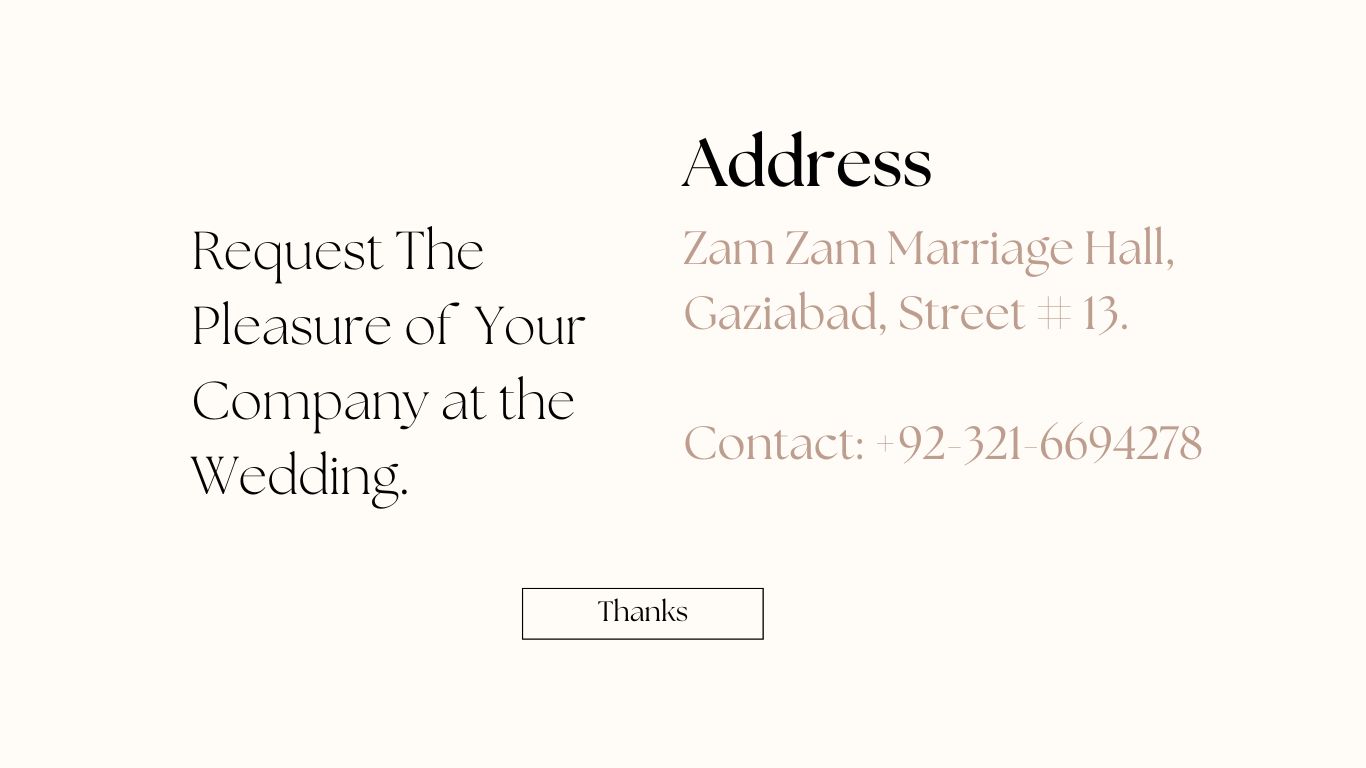 Request The
Pleasure of Your
Company at the
Wedding.
Address
Zam Zam Marriage Hall,
Gaziabad, Street # 13.
Contact: +92-321-6694278
Thanks